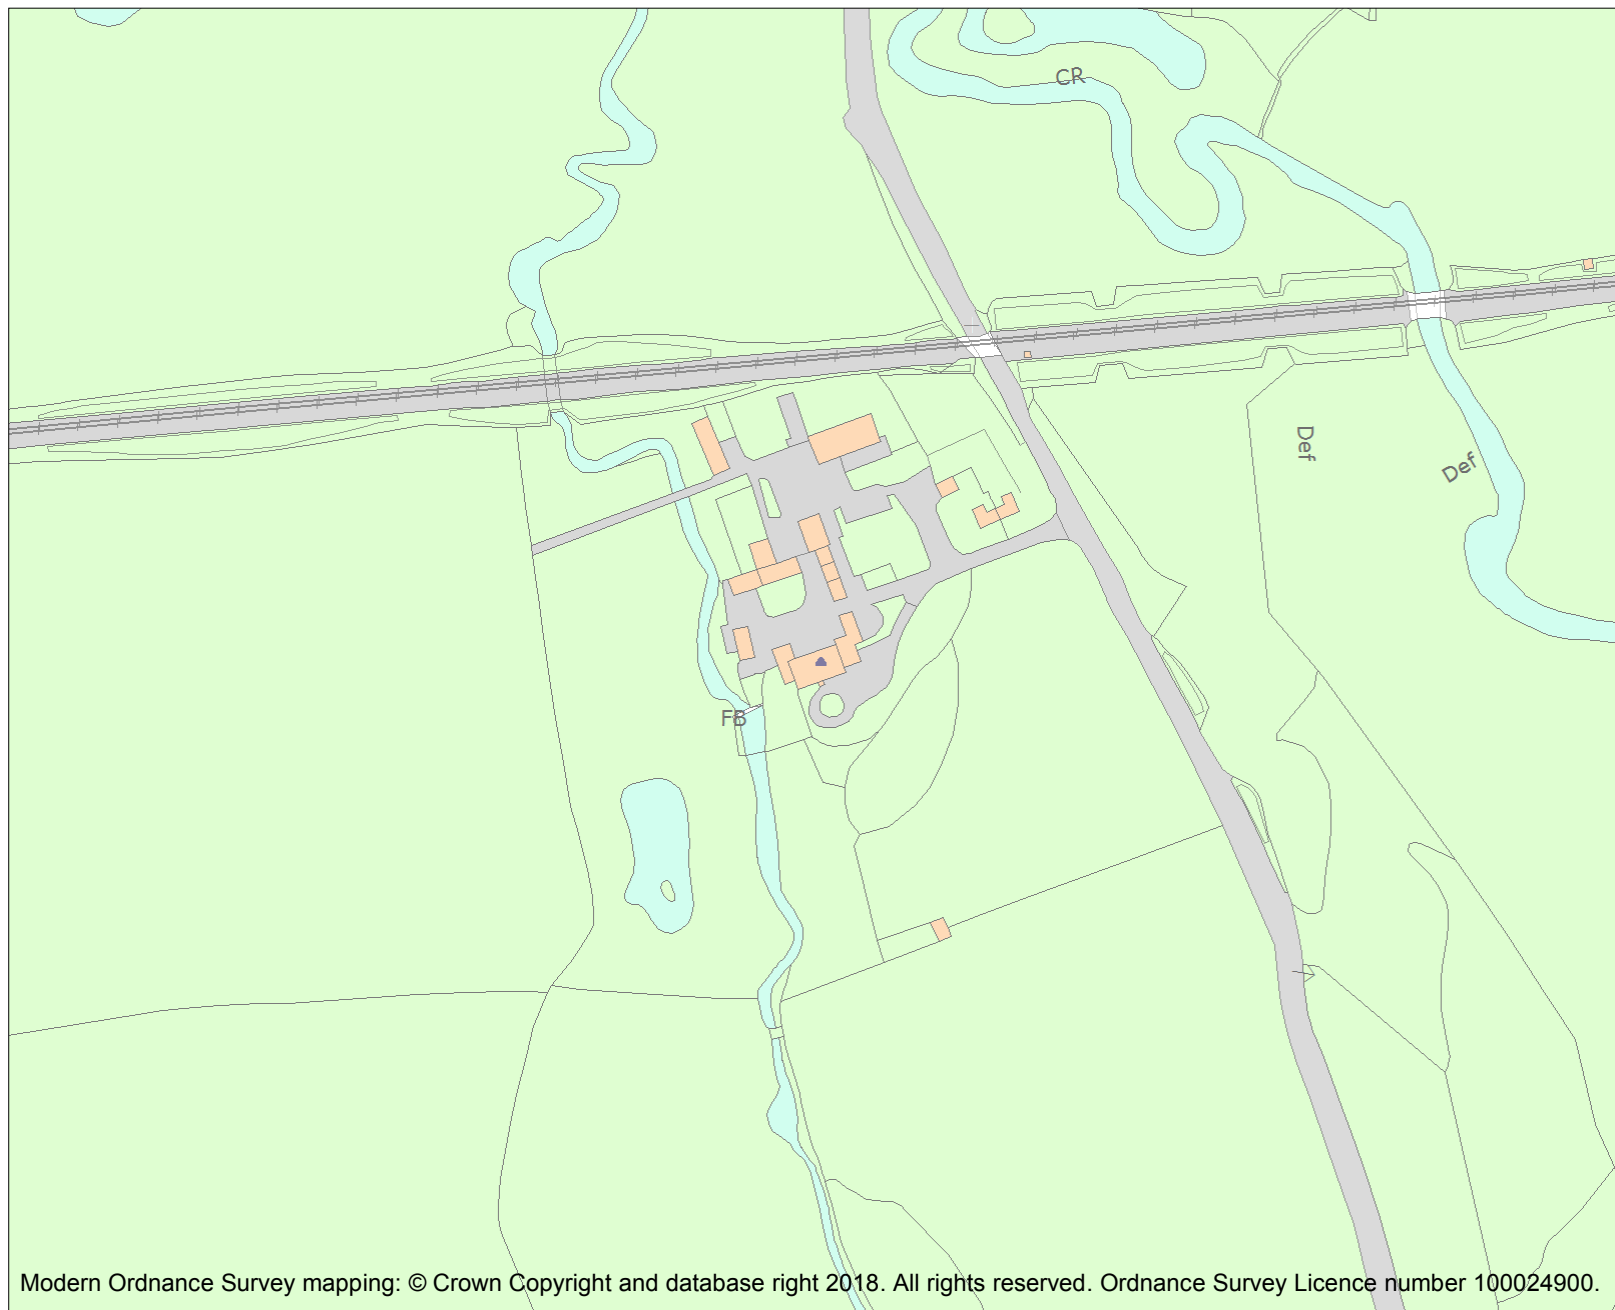 CR
Def
Def
FB
Modern Ordnance Survey mapping: © Crown Copyright and database right 2018. All rights reserved. Ordnance Survey Licence number 100024900.